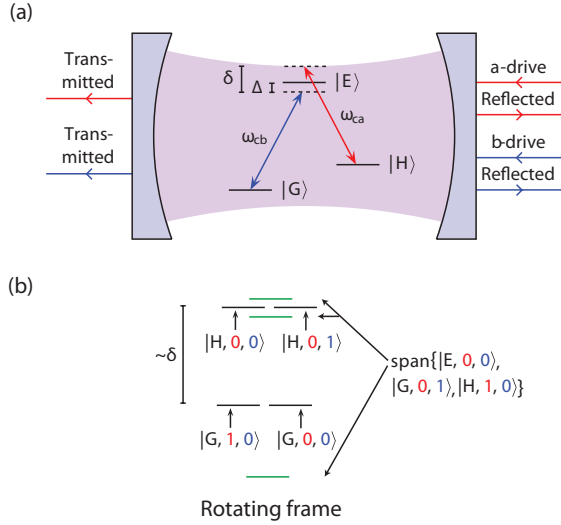 (a)
Trans-
mitted
Trans-
mitted
δ
Δ
|E⟩
ω_cb
ω_ca
|H⟩
|G⟩
a-drive
Reflected
b-drive
Reflected
(b)
~δ
|H, 0, 0⟩ |H, 0, 1⟩
|G, 1, 0⟩ |G, 0, 0⟩
span{|E, 0, 0⟩,
|G, 0, 1⟩,|H, 1, 0⟩}
Rotating frame